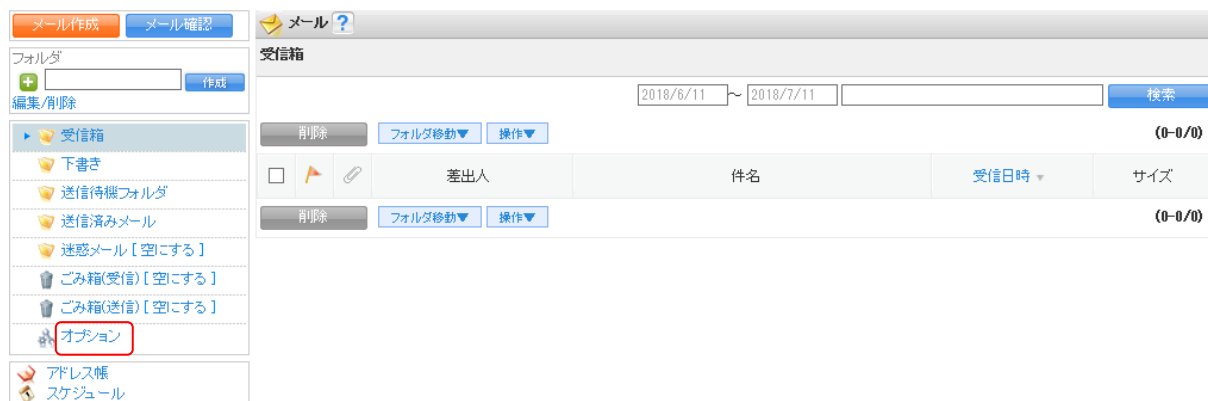 メール作成 メール確認
フォルダ
作成
編集/削除
受信箱
下書き
送信待機フォルダ
送信済みメール
迷惑メール [ 空にする ]
ごみ箱(受信) [ 空にする ]
ごみ箱(送信) [ 空にする ]
オプション
アドレス帳
スケジュール
メール ?
受信箱
2018/6/11 ～ 2018/7/11 検索
削除 フォルダ移動▼ 操作▼ (0-0/0)
差出人 件名 受信日時 ▼ サイズ
削除 フォルダ移動▼ 操作▼ (0-0/0)